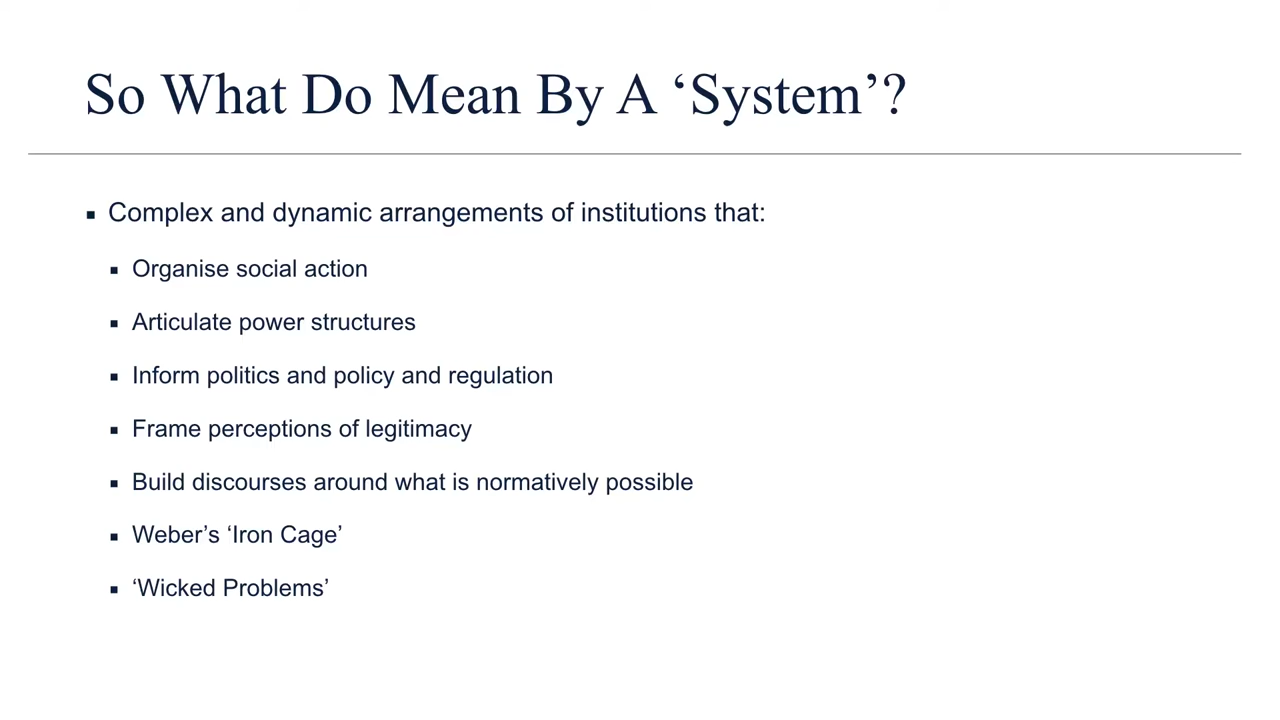 So What Do Mean By A ‘System’?
▪ Complex and dynamic arrangements of institutions that:
▪ Organise social action
▪ Articulate power structures
▪ Inform politics and policy and regulation
▪ Frame perceptions of legitimacy
▪ Build discourses around what is normatively possible
▪ Weber’s ‘Iron Cage’
▪ ‘Wicked Problems’